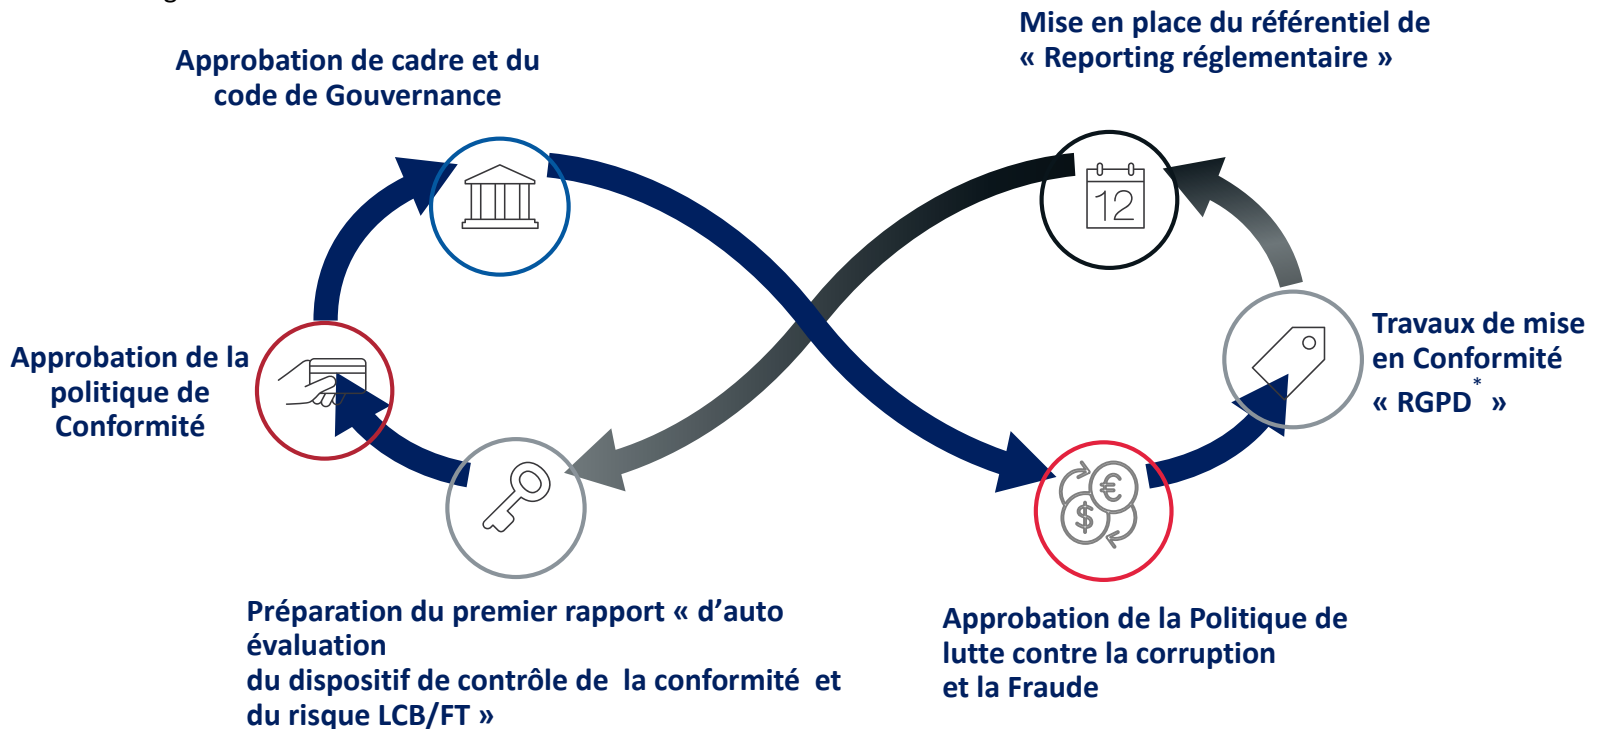 Mise en place du référentiel de
« Reporting réglementaire »
Approbation de cadre et du
code de Gouvernance
12
Approbation de la
politique de
Conformité
Travaux de mise
en Conformité
« RGPD* »
€
$
Préparation du premier rapport « d’auto
évaluation
du dispositif de contrôle de la conformité et
du risque LCB/FT »
Approbation de la Politique de
lutte contre la corruption
et la Fraude